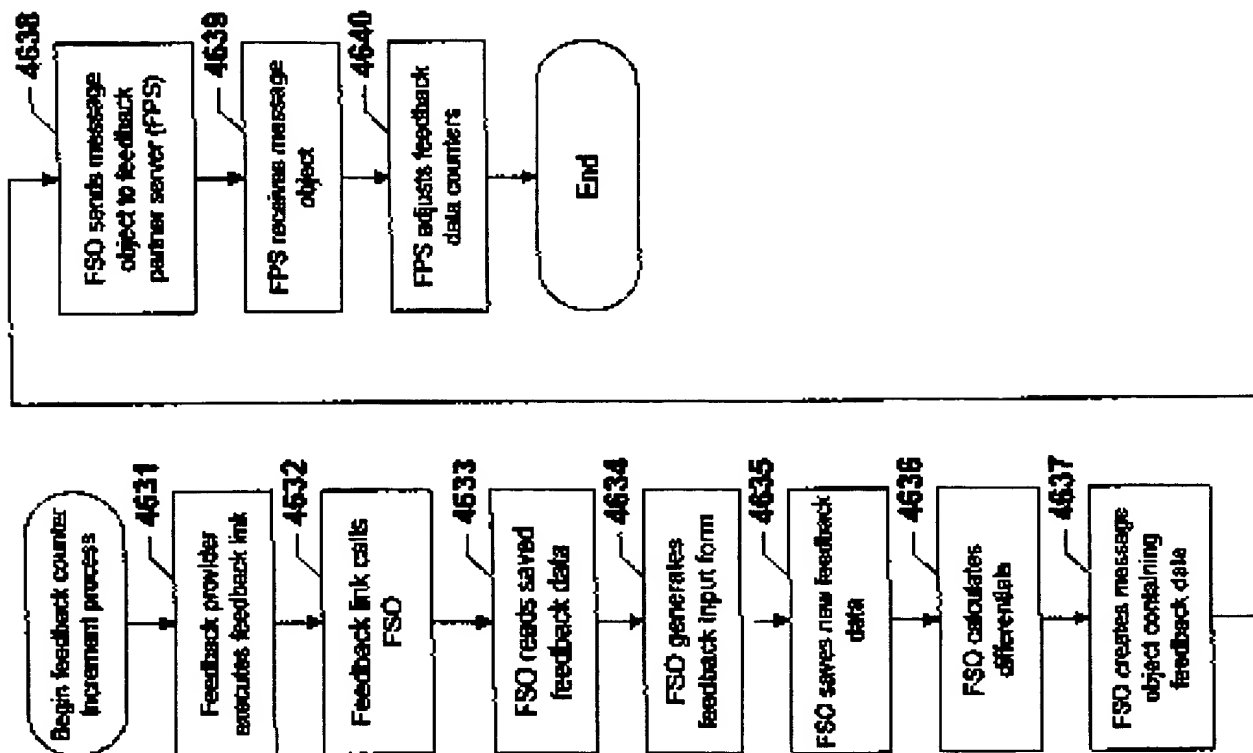 Begin feedback counter
increment process
4631
Feedback provider
executes feedback link
4632
Feedback link calls
FSO
4633
FSO reads saved
feedback data
4634
FSO generates
feedback input form
4635
FSO saves new feedback
data
4636
FSO calculates
differentials
4637
FSO creates message
object containing
feedback data
4638
FSO sends message
object to feedback
partner server (FPS)
4639
FPS receives message
object
4640
FPS adjusts feedback
data counters
End